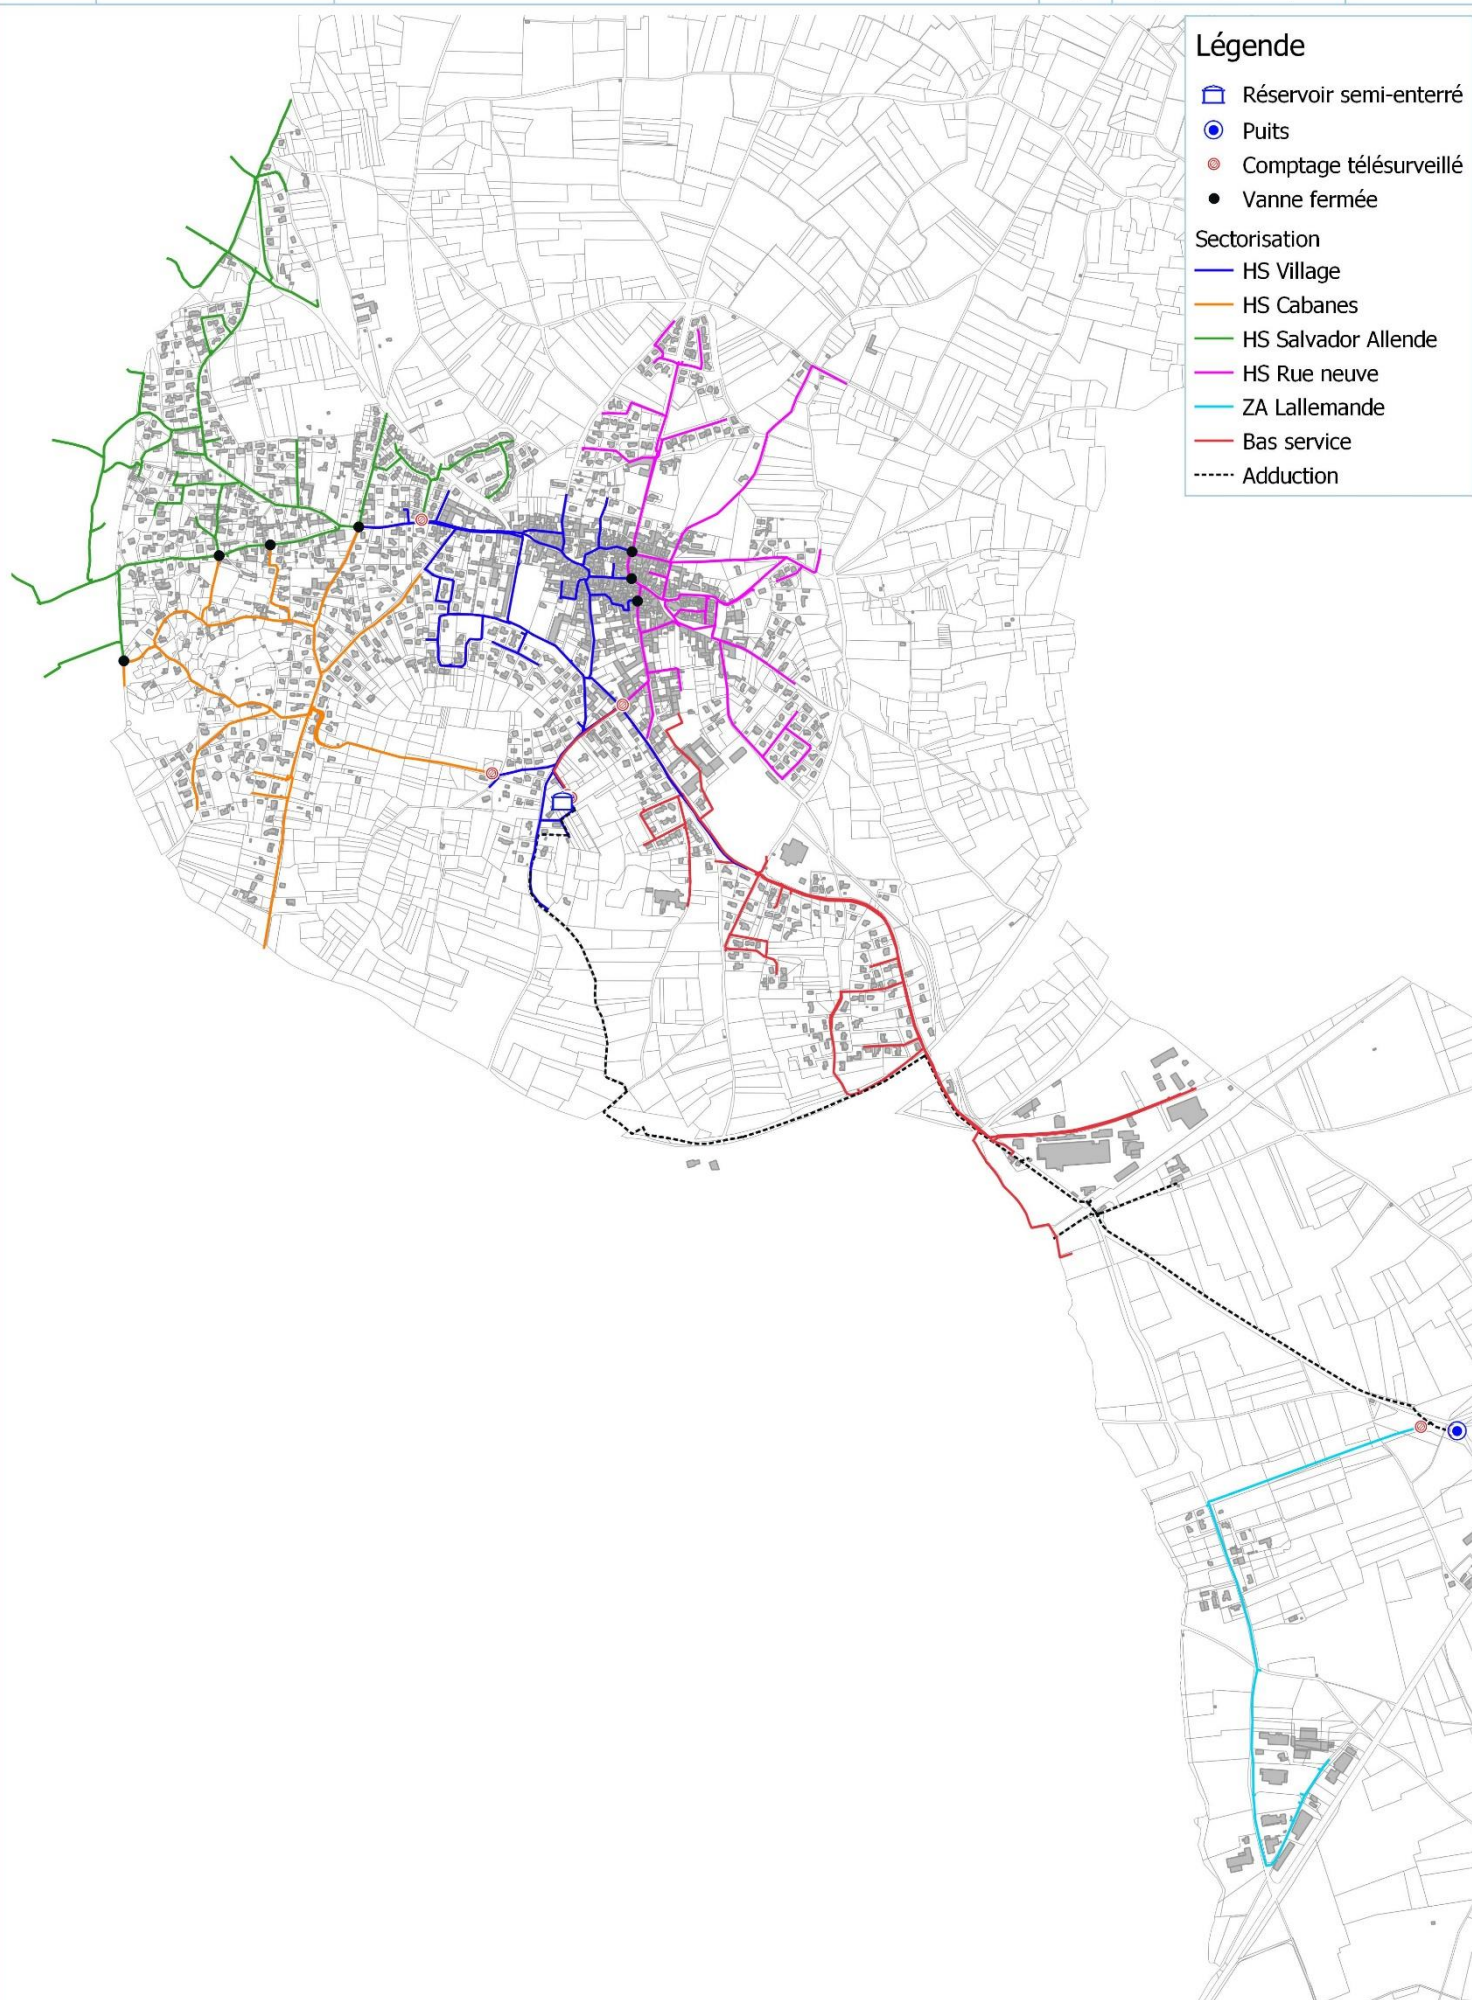 Légende
Réservoir semi-enterré
Puits
Comptage télésurveillé
Vanne fermée
Sectorisation
HS Village
HS Cabanes
HS Salvador Allende
HS Rue neuve
ZA Lallemande
Bas service
Adduction